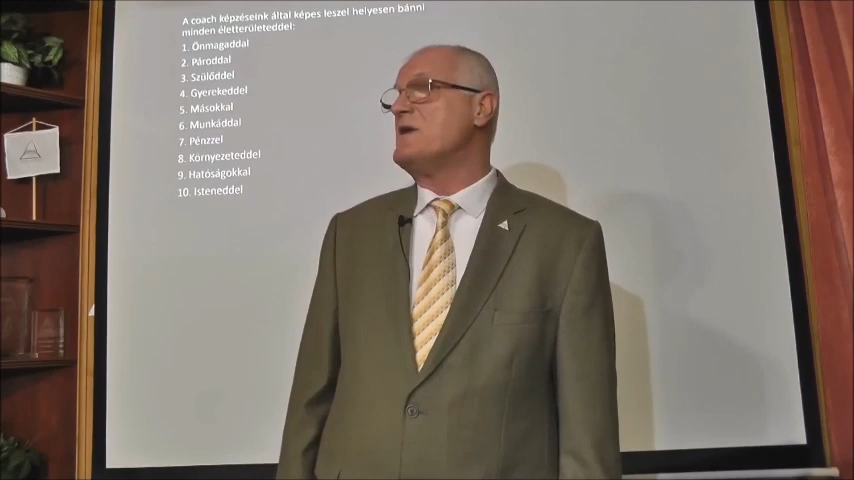 A coach képzéseink által képes leszel helyesen bánni
minden életterületeddel:
1. Önmagaddal
2. Pároddal
3. Szülőddel
4. Gyerekeddel
5. Másokkal
6. Munkáddal
7. Pénzzel
8. Környezeteddel
9. Hatóságokkal
10. Isteneddel